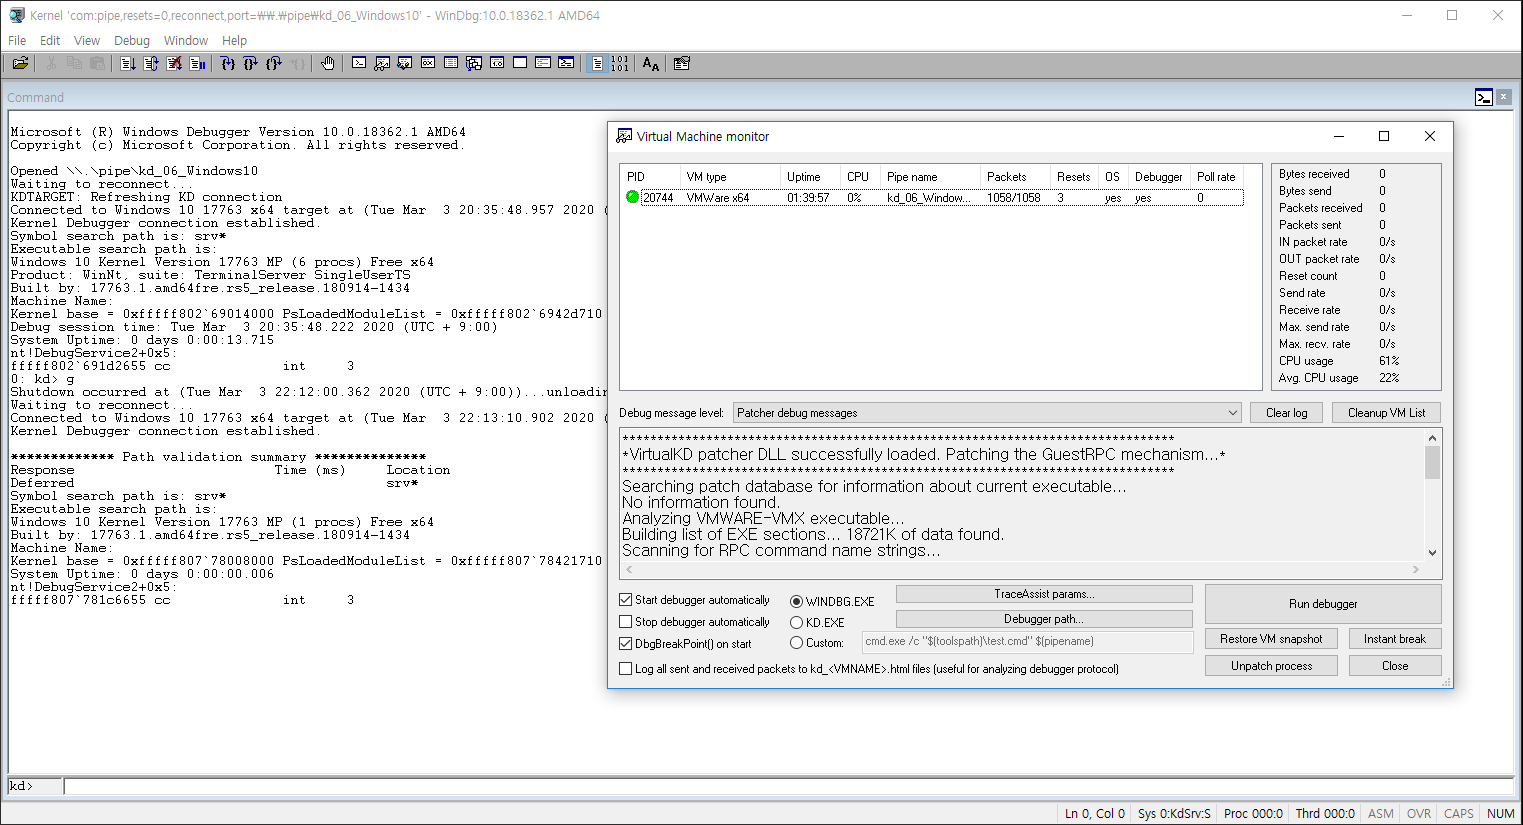 Kernel 'com:pipe,resets=0,reconnect,port=₩₩.₩pipe₩kd_06_Windows10' - WinDbg:10.0.18362.1 AMD64
File Edit View Debug Window Help
101
101
Command
Microsoft (R) Windows Debugger Version 10.0.18362.1 AMD64
Copyright (c) Microsoft Corporation. All rights reserved.
Opened \\.\pipe\kd_06_Windows10
Waiting to reconnect...
KDTARGET: Refreshing KD connection
Connected to Windows 10 17763 x64 target at (Tue Mar  3 20:35:48.957 2020 (
Kernel Debugger connection established.
Symbol search path is: srv*
Executable search path is:
Windows 10 Kernel Version 17763 MP (6 procs) Free x64
Product: WinNt, suite: TerminalServer SingleUserTS
Built by: 17763.1.amd64fre.rs5_release.180914-1434
Machine Name:
Kernel base = 0xfffff802`69014000 PsLoadedModuleList = 0xfffff802`6942d710
Debug session time: Tue Mar  3 20:35:48.222 2020 (UTC + 9:00)
System Uptime: 0 days 0:00:13.715
nt!DebugService2+0x5:
fffff802`691d2655 cc              int     3
0: kd> g
Shutdown occurred at (Tue Mar  3 22:12:00.362 2020 (UTC + 9:00))...unloadin
Waiting to reconnect...
Connected to Windows 10 17763 x64 target at (Tue Mar  3 22:13:10.902 2020 (
Kernel Debugger connection established.
************* Path validation summary **************
Response                         Time (ms)     Location
Deferred                                       srv*
Symbol search path is: srv*
Executable search path is:
Windows 10 Kernel Version 17763 MP (1 procs) Free x64
Built by: 17763.1.amd64fre.rs5_release.180914-1434
Machine Name:
Kernel base = 0xfffff807`78008000 PsLoadedModuleList = 0xfffff807`78421710
System Uptime: 0 days 0:00:00.006
nt!DebugService2+0x5:
fffff807`781c6655 cc              int     3
kd>
Ln 0, Col 0 Sys 0:KdSrv:S Proc 000:0 Thrd 000:0 ASM OVR CAPS NUM
Virtual Machine monitor
PID VM type Uptime CPU Pipe name Packets Resets OS Debugger Poll rate
20744 VMWare x64 01:39:57 0% kd_06_Window... 1058/1058 3 yes yes 0
Bytes received 0
Bytes send 0
Packets received 0
Packets sent 0
IN packet rate 0/s
OUT packet rate 0/s
Reset count 0
Send rate 0/s
Receive rate 0/s
Max. send rate 0/s
Max. recv. rate 0/s
CPU usage 61%
Avg. CPU usage 22%
Debug message level: Patcher debug messages Clear log Cleanup VM List
*******************************************************************************
*VirtualKD patcher DLL successfully loaded. Patching the GuestRPC mechanism...*
*******************************************************************************
Searching patch database for information about current executable...
No information found.
Analyzing VMWARE-VMX executable...
Building list of EXE sections... 18721K of data found.
Scanning for RPC command name strings...
Start debugger automatically WINDBG.EXE TraceAssist params... Run debugger
Stop debugger automatically KD.EXE Debugger path...
DbgBreakPoint() on start Custom: cmd.exe /c "$(toolspath)\test.cmd" $(pipename) Restore VM snapshot Instant break
Log all sent and received packets to kd_<VMNAME>.html files (useful for analyzing debugger protocol) Unpatch process Close